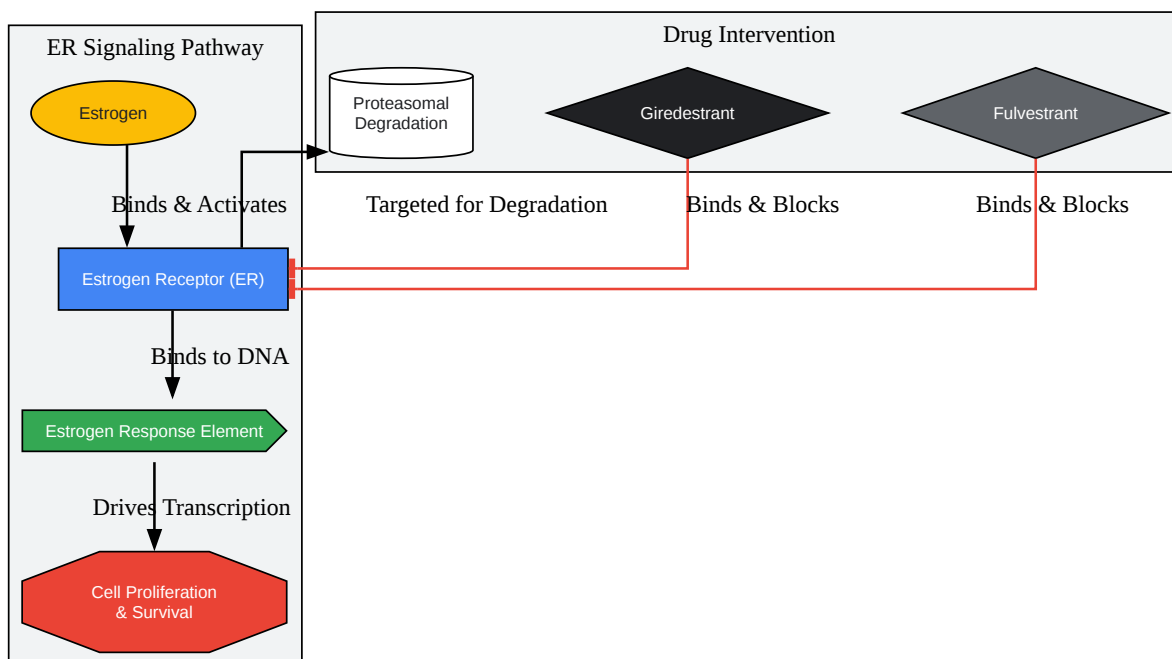 ER Signaling Pathway
Drug Intervention
Estrogen
Proteasomal
Degradation
Giredestrant
Fulvestrant
Binds & Activates
Targeted for Degradation
Binds & Blocks
Binds & Blocks
Estrogen Receptor (ER)
Binds to DNA
Estrogen Response Element
Drives Transcription
Cell Proliferation
& Survival